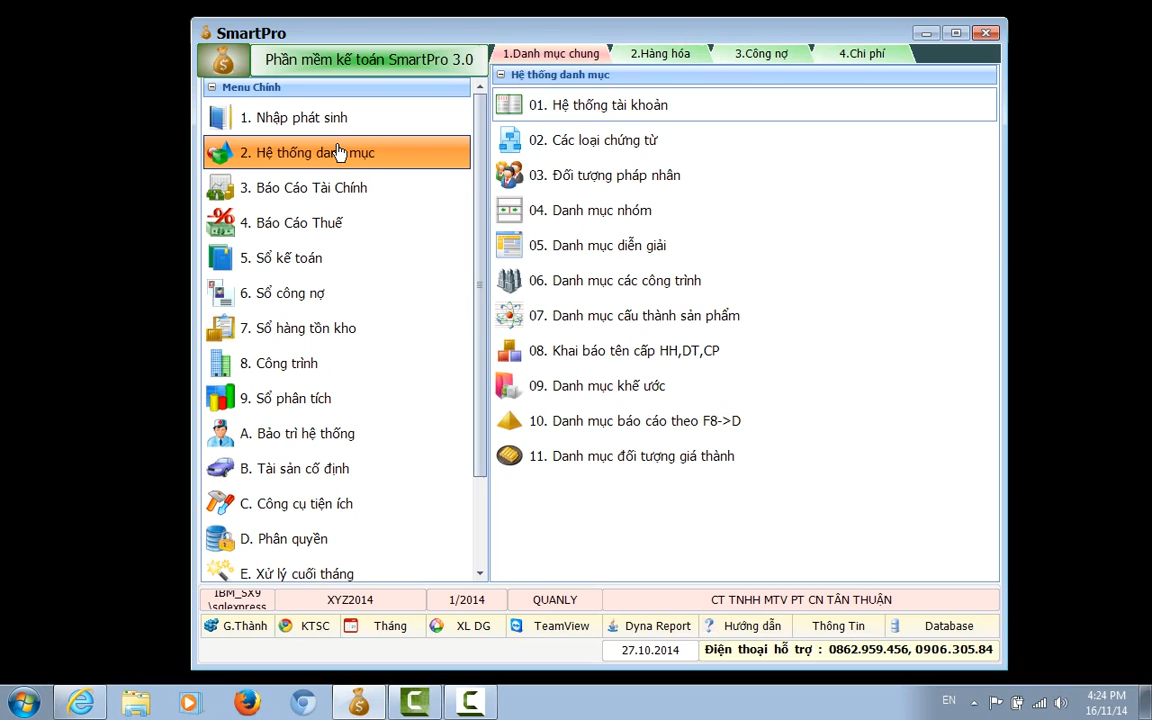 SmartPro
Phần mềm kế toán SmartPro 3.0
1.Danh mục chung
2.Hàng hóa
3.Công nợ
4.Chi phí
Menu Chính
1. Nhập phát sinh
2. Hệ thống danh mục
3. Báo Cáo Tài Chính
4. Báo Cáo Thuế
5. Sổ kế toán
6. Sổ công nợ
7. Sổ hàng tồn kho
8. Công trình
9. Sổ phân tích
A. Bảo trì hệ thống
B. Tài sản cố định
C. Công cụ tiện ích
D. Phân quyền
E. Xử lý cuối tháng
Hệ thống danh mục
01. Hệ thống tài khoản
02. Các loại chứng từ
03. Đối tượng pháp nhân
04. Danh mục nhóm
05. Danh mục diễn giải
06. Danh mục các công trình
07. Danh mục cấu thành sản phẩm
08. Khai báo tên cấp HH,DT,CP
09. Danh mục khế ước
10. Danh mục báo cáo theo F8->D
11. Danh mục đối tượng giá thành
IBM_SX9
\sqlexpress
XYZ2014
1/2014
QUANLY
CT TNHH MTV PT CN TÂN THUẬN
G.Thành
KTSC
Tháng
XL DG
TeamView
Dyna Report
Hướng dẫn
Thông Tin
Database
27.10.2014
Điện thoại hỗ trợ : 0862.959.456, 0906.305.84
EN
4:24 PM
16/11/14